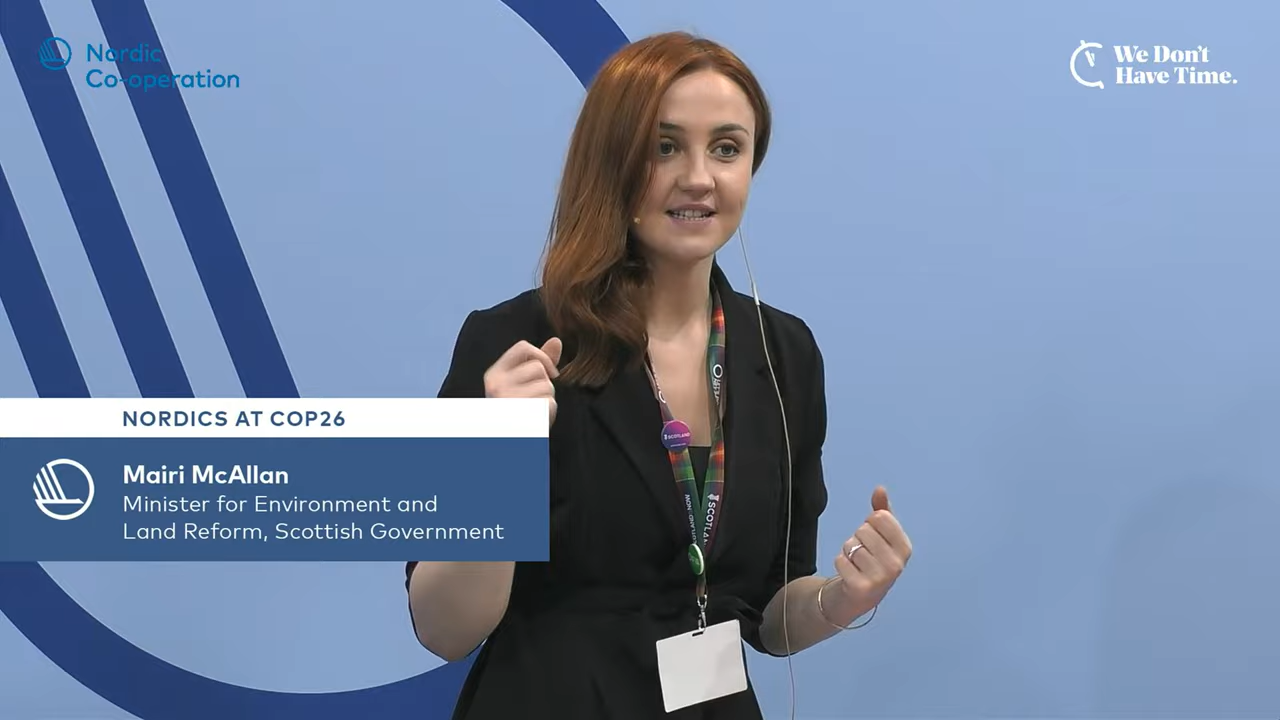 Nordic
Co-operation
We Don't
Have Time.
NORDICS AT COP26
Mairi McAllan
Minister for Environment and
Land Reform, Scottish Government
SCOTLAND